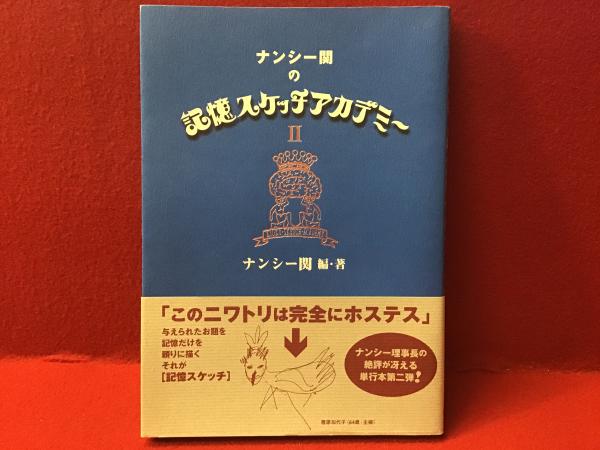 ナンシー関
の
記憶スケッチアカデミー
II
ナンシー関 編・著
「このニワトリは完全にホステス」
与えられたお題を
記憶だけを
頼りに描く
それが
[記憶スケッチ]
ナンシー理事長の
絶評が冴える
単行本第二弾!